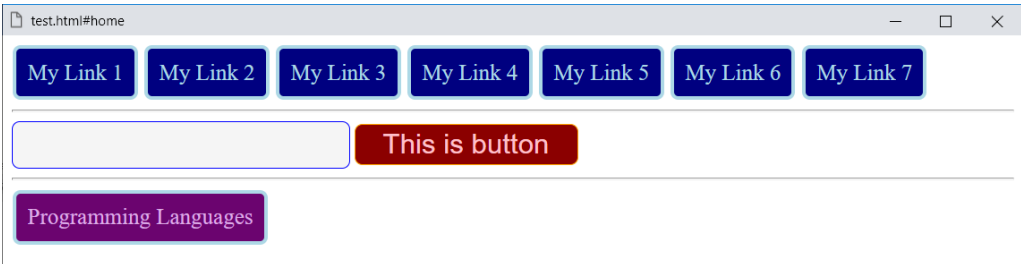 test.html#home
My Link 1 My Link 2 My Link 3 My Link 4 My Link 5 My Link 6 My Link 7
This is button
Programming Languages